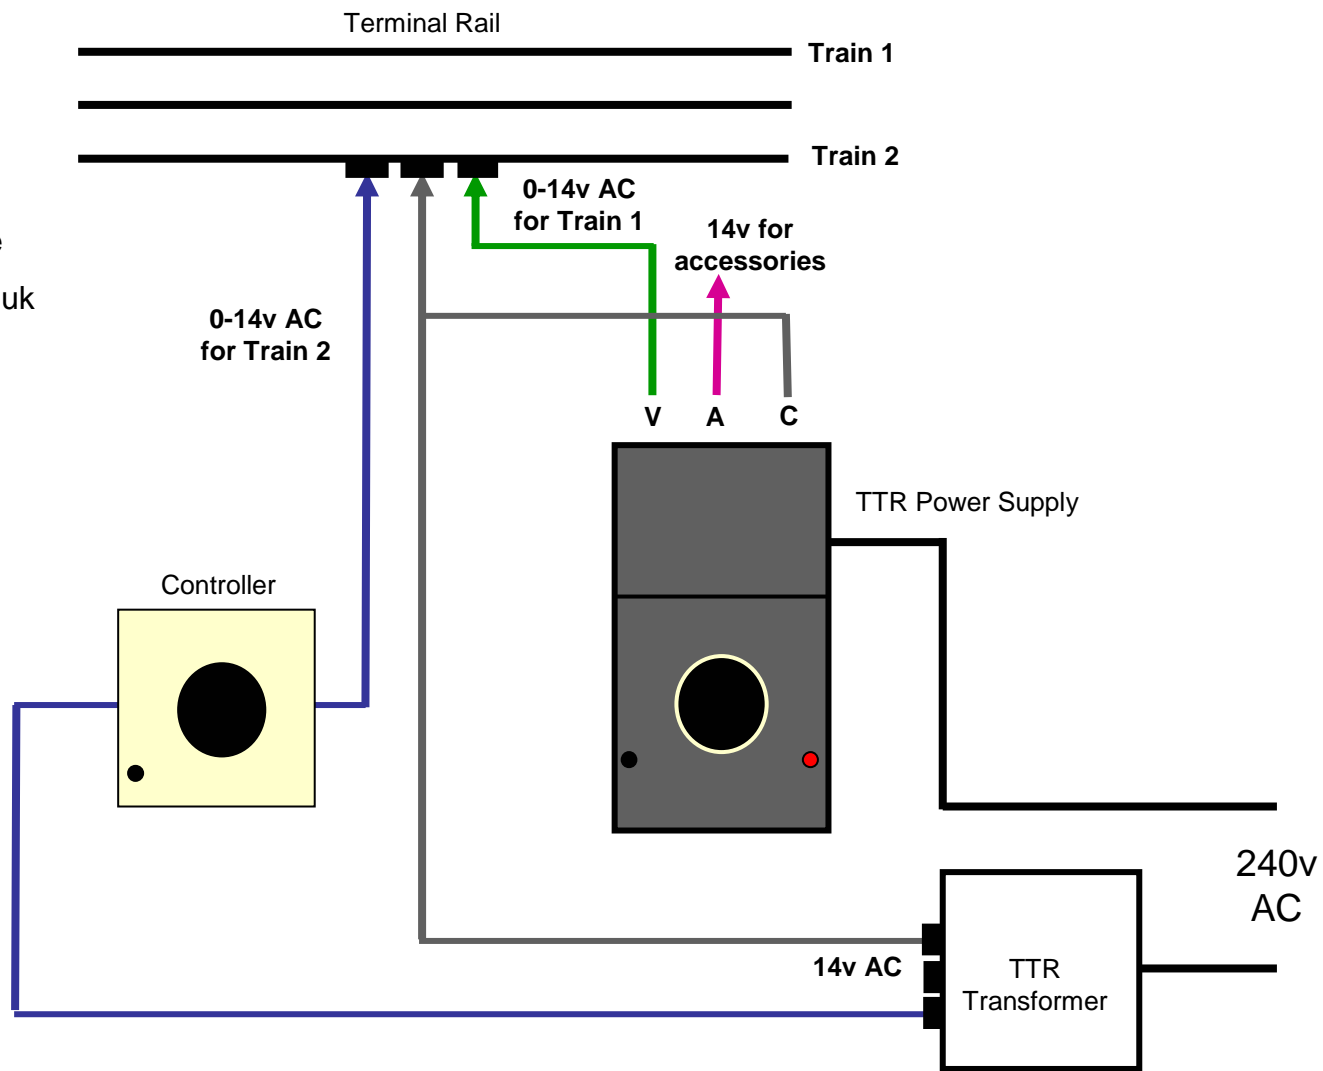 Terminal Rail
Train 1
Train 2
0-14v AC
for Train 1
14v for
accessories
e
uk
0-14v AC
for Train 2
V A C
TTR Power Supply
Controller
240v
AC
14v AC
TTR
Transformer